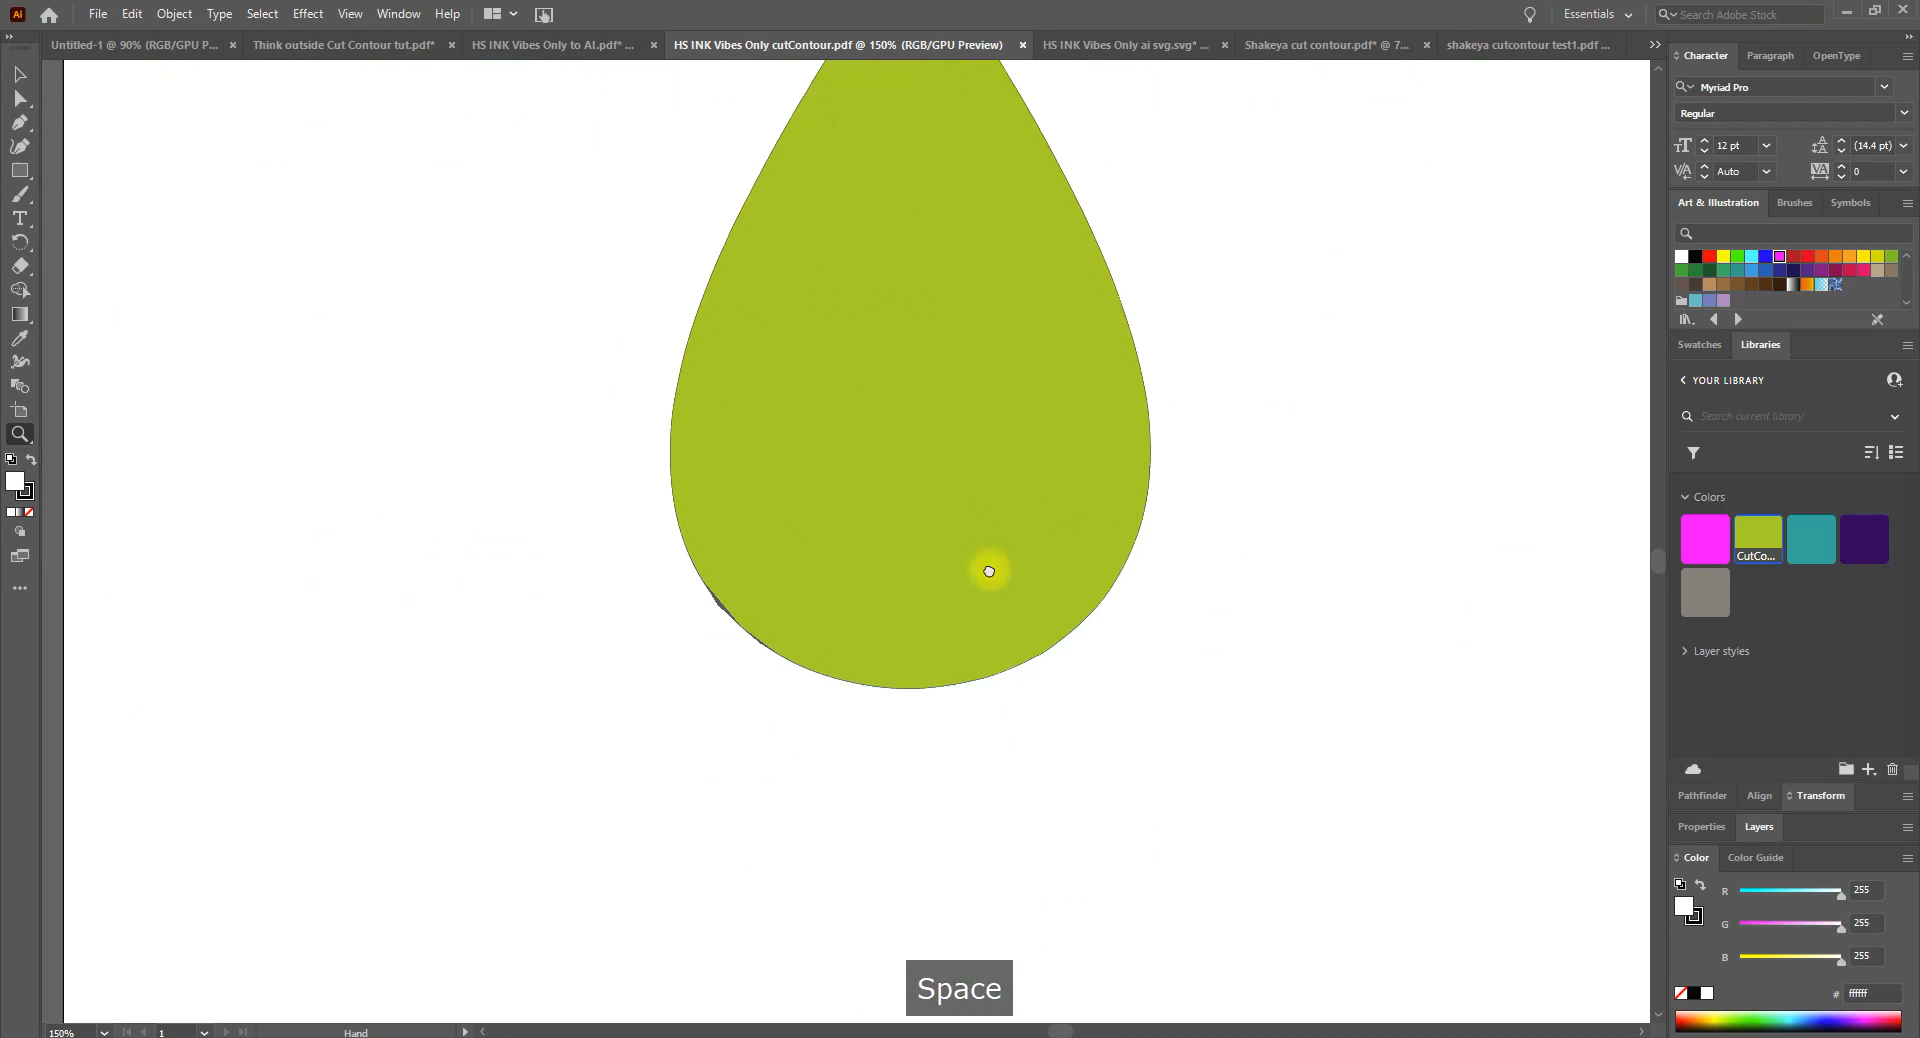 Ai File Edit Object Type Select Effect View Window Help Essentials Search Adobe Stock
Untitled-1 @ 90% (RGB/GPU P... × Think outside Cut Contour tut.pdf* × HS INK Vibes Only to AI.pdf* ... × HS INK Vibes Only cutContour.pdf @ 150% (RGB/GPU Preview) × HS INK Vibes Only ai svg.svg* ... × Shakeya cut contour.pdf* @ 7... × shakeya cutcontour test1.pdf ...
Character Paragraph OpenType
Myriad Pro
Regular
12 pt (14.4 pt)
Auto 0
Art & Illustration Brushes Symbols
Swatches Libraries
YOUR LIBRARY
Search current library
Colors
CutCo...
Layer styles
Pathfinder Align Transform
Properties Layers
Color Color Guide
R 255
G 255
B 255
# ffffff
Space
150% 1 Hand